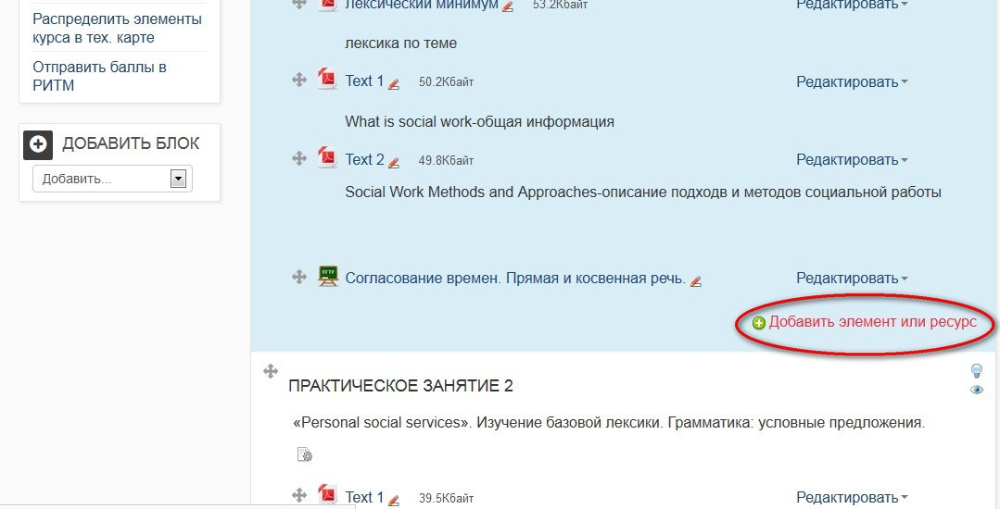 Распределить элементы
курса в тех. карте
Отправить баллы в
РИТМ
ДОБАВИТЬ БЛОК
Добавить...
Лексический минимум 53.2Кбайт Редактировать
лексика по теме
Text 1 50.2Кбайт Редактировать
What is social work-общая информация
Text 2 49.8Кбайт Редактировать
Social Work Methods and Approaches-описание подходв и методов социальной работы
Согласование времен. Прямая и косвенная речь. Редактировать
Добавить элемент или ресурс
ПРАКТИЧЕСКОЕ ЗАНЯТИЕ 2
«Personal social services». Изучение базовой лексики. Грамматика: условные предложения.
Text 1 39.5Кбайт Редактировать